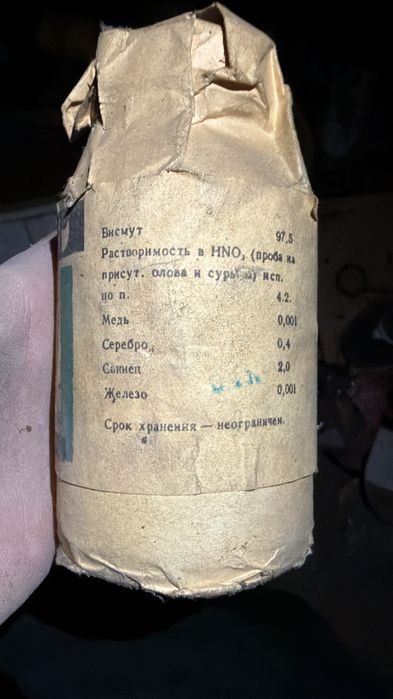 Висмут 97,5
Растворимость в HNO₃ (проба на
присут. олова и сурьмы) исп.
по п. 4.2.
Медь 0,001
Серебро 0,4
Свинец 2,0
Железо 0,001
Срок хранения — неограничен.